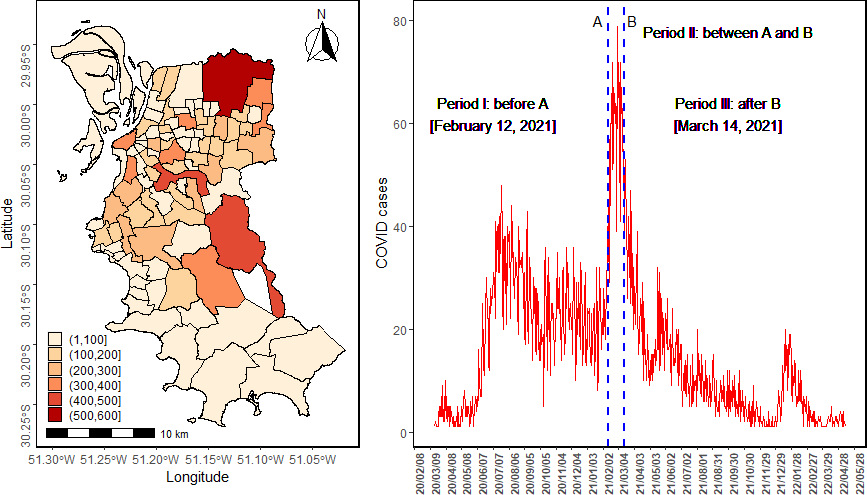 N
29.95°S
30.00°S
30.05°S
30.10°S
30.15°S
30.20°S
30.25°S
Latitude
(1,100]
(100,200]
(200,300]
(300,400]
(400,500]
(500,600]
10 km
51.30°W 51.25°W 51.20°W 51.15°W 51.10°W 51.05°W
Longitude
A B
Period II: between A and B
Period I: before A
[February 12, 2021]
Period III: after B
[March 14, 2021]
COVID cases
80
60
40
20
0
20/02/08
20/03/09
20/04/08
20/05/08
20/06/07
20/07/07
20/08/06
20/09/05
20/10/05
20/11/04
20/12/04
21/01/03
21/02/02
21/03/04
21/04/03
21/05/03
21/06/02
21/07/02
21/08/01
21/08/31
21/09/30
21/10/30
21/11/29
21/12/29
22/01/28
22/02/27
22/03/29
22/04/28
22/05/28